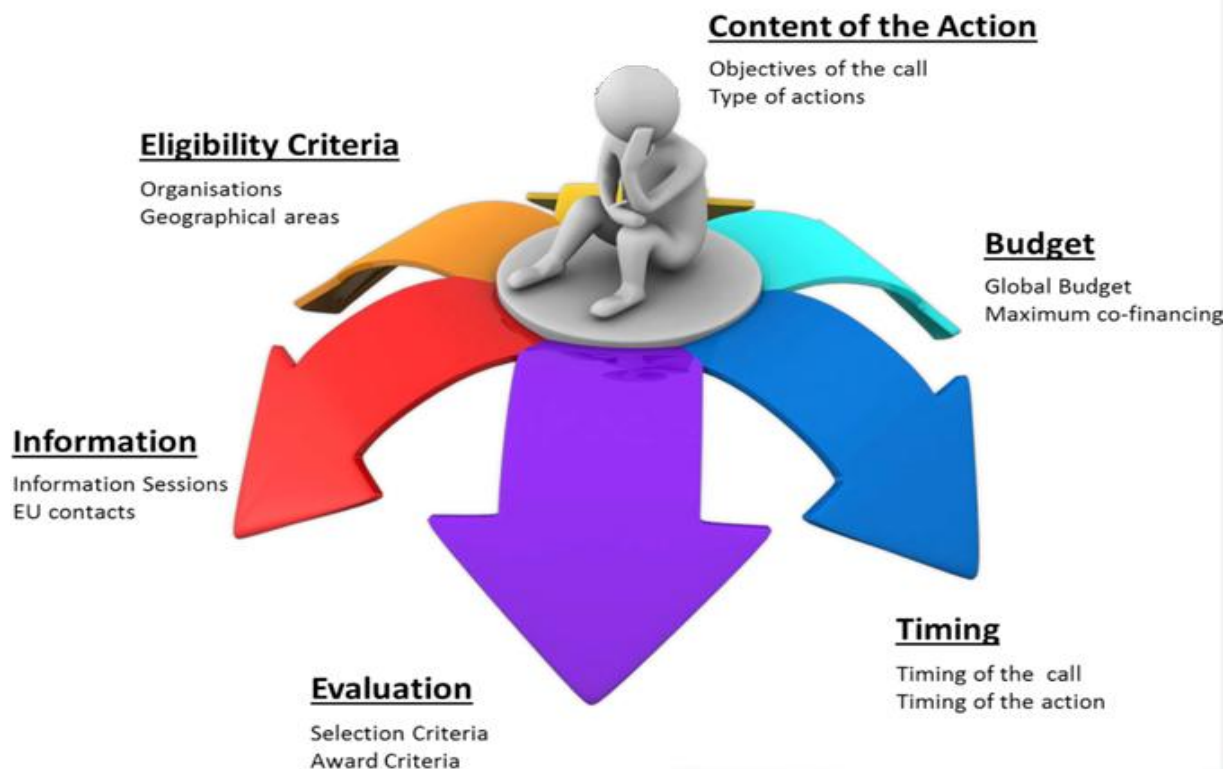 Content of the Action
Objectives of the call
Type of actions
Eligibility Criteria
Organisations
Geographical areas
Budget
Global Budget
Maximum co-financing
Information
Information Sessions
EU contacts
Timing
Timing of the call
Timing of the action
Evaluation
Selection Criteria
Award Criteria